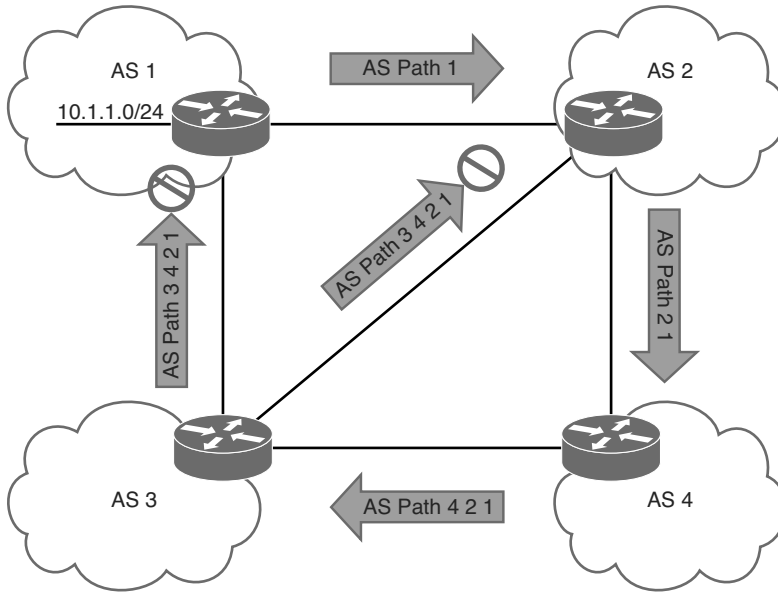 AS 1
AS Path 1
AS 2
10.1.1.0/24
AS Path 3 4 2 1
AS Path 3 4 2 1
AS Path 2 1
AS 3
AS Path 4 2 1
AS 4